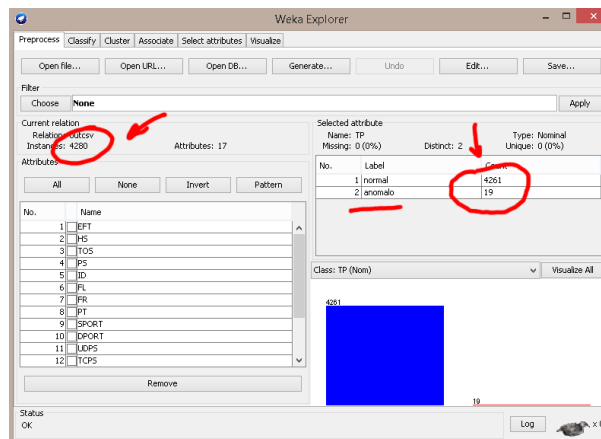 Weka Explorer
Preprocess Classify Cluster Associate Select attributes Visualize
Open file... Open URL... Open DB... Generate... Undo Edit... Save...
Filter
Choose None Apply
Current relation
Relation: outcsv
Instances: 4280 Attributes: 17
Selected attribute
Name: TP Type: Nominal
Missing: 0 (0%) Distinct: 2 Unique: 0 (0%)
Attributes
All None Invert Pattern
No. Name
1 EFT
2 HS
3 TOS
4 PS
5 ID
6 FL
7 FR
8 PT
9 SPORT
10 DPORT
11 UDPS
12 TCPS
Remove
No. Label Count
1 normal 4261
2 anomalo 19
Class: TP (Nom) Visualize All
4261
19
Status
OK
Log